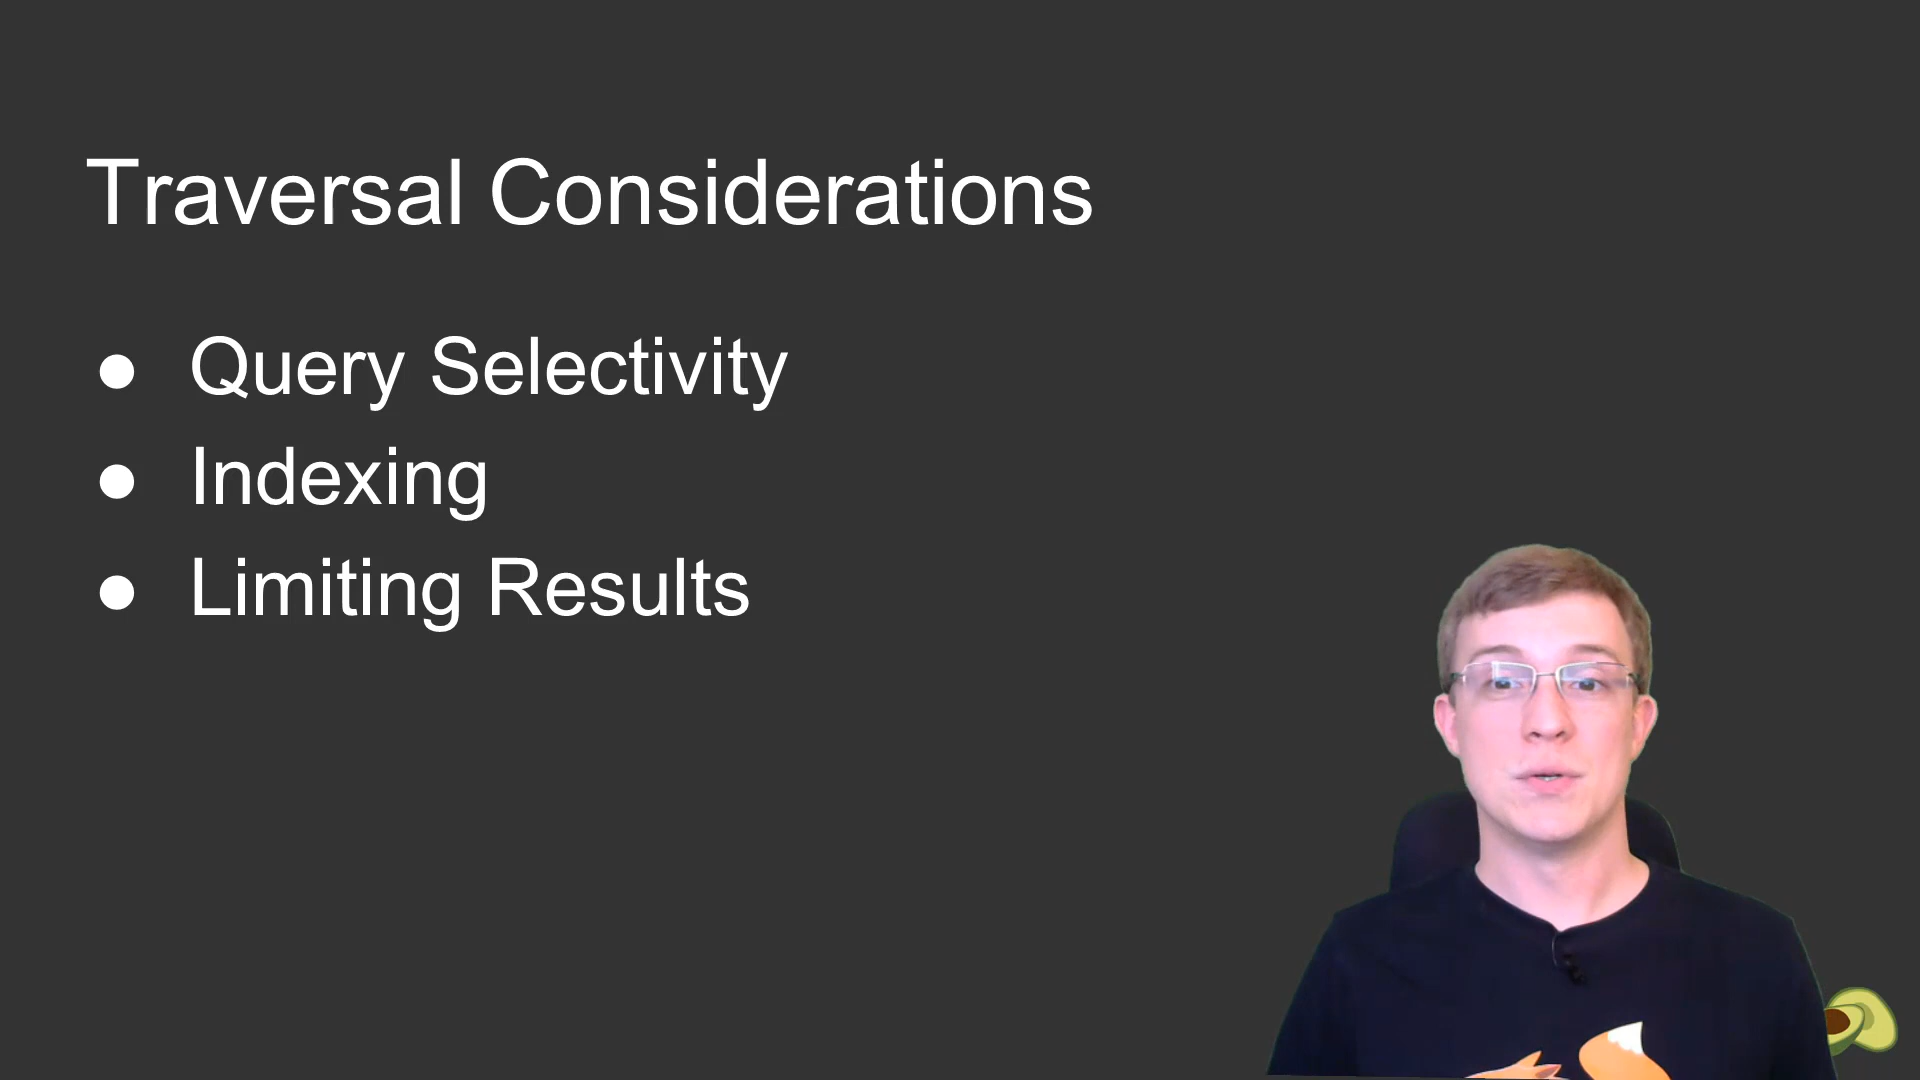 Traversal Considerations
● Query Selectivity
● Indexing
● Limiting Results